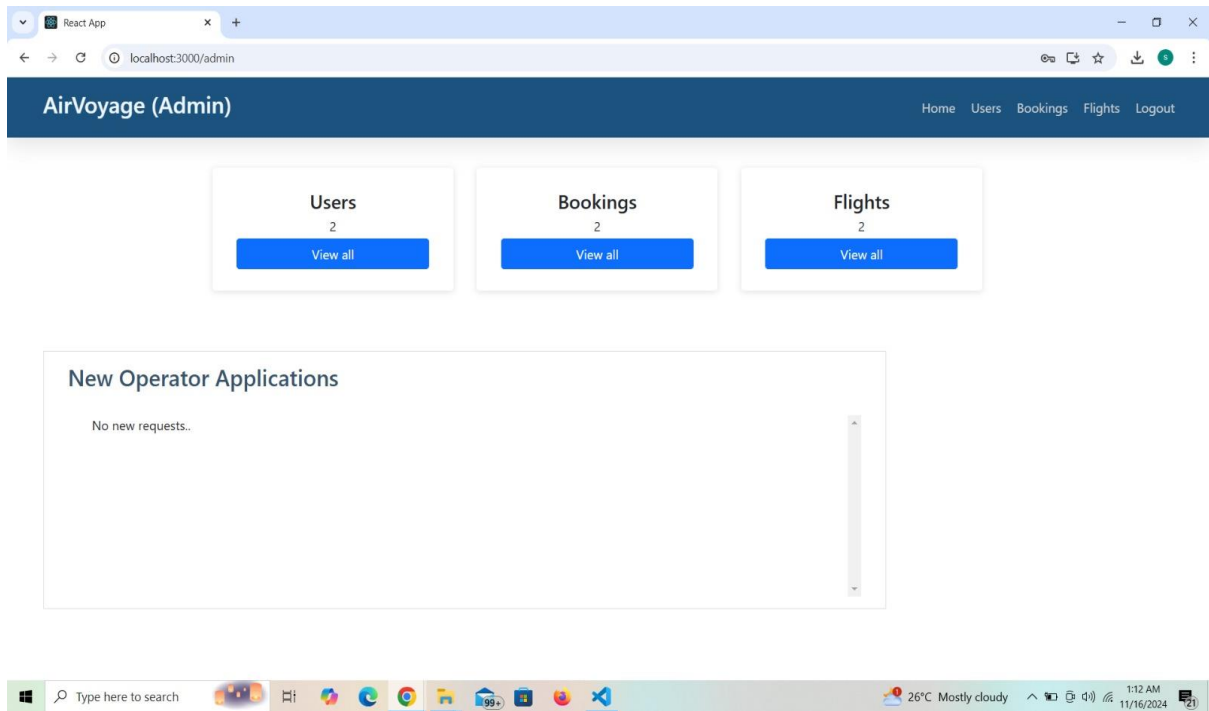 React App
localhost:3000/admin
S
AirVoyage (Admin)
Home Users Bookings Flights Logout
Users
2
View all
Bookings
2
View all
Flights
2
View all
New Operator Applications
No new requests..
Type here to search
99+
26°C Mostly cloudy
1:12 AM
11/16/2024
21